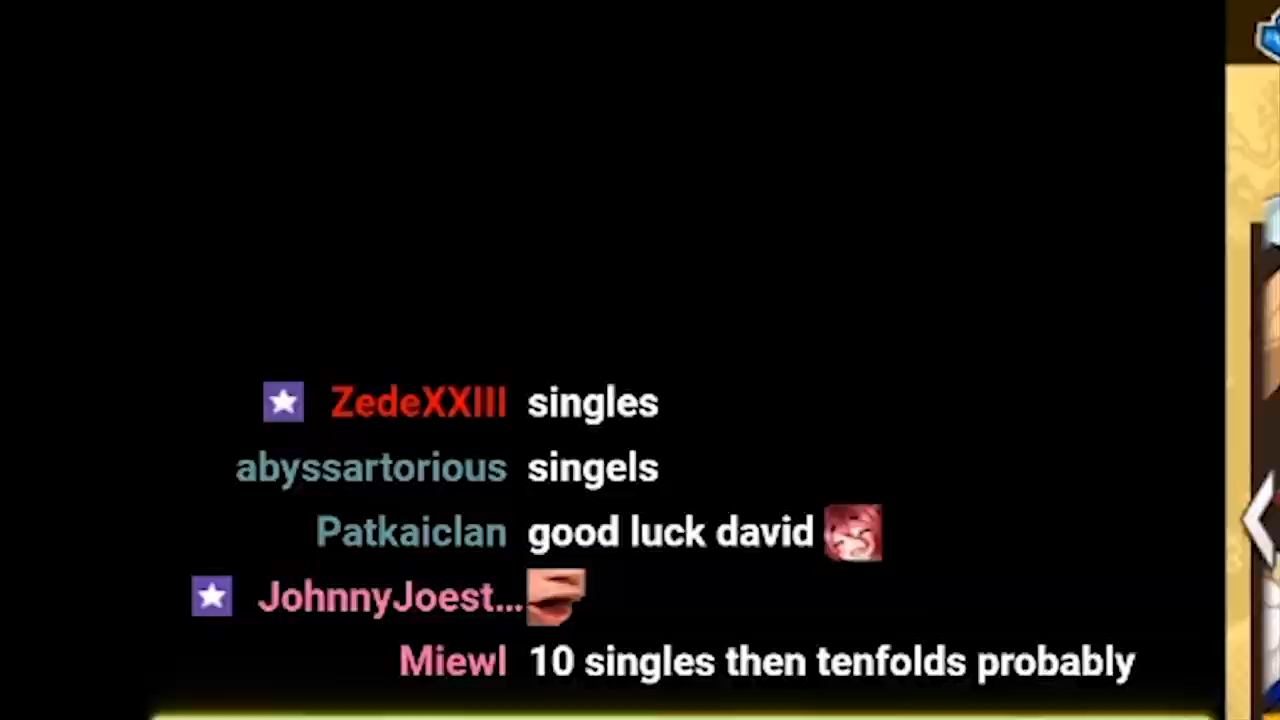 ZedeXXIII singles
abyssartorious singels
Patkaiclan good luck david
JohnnyJoest...
Miewl 10 singles then tenfolds probably